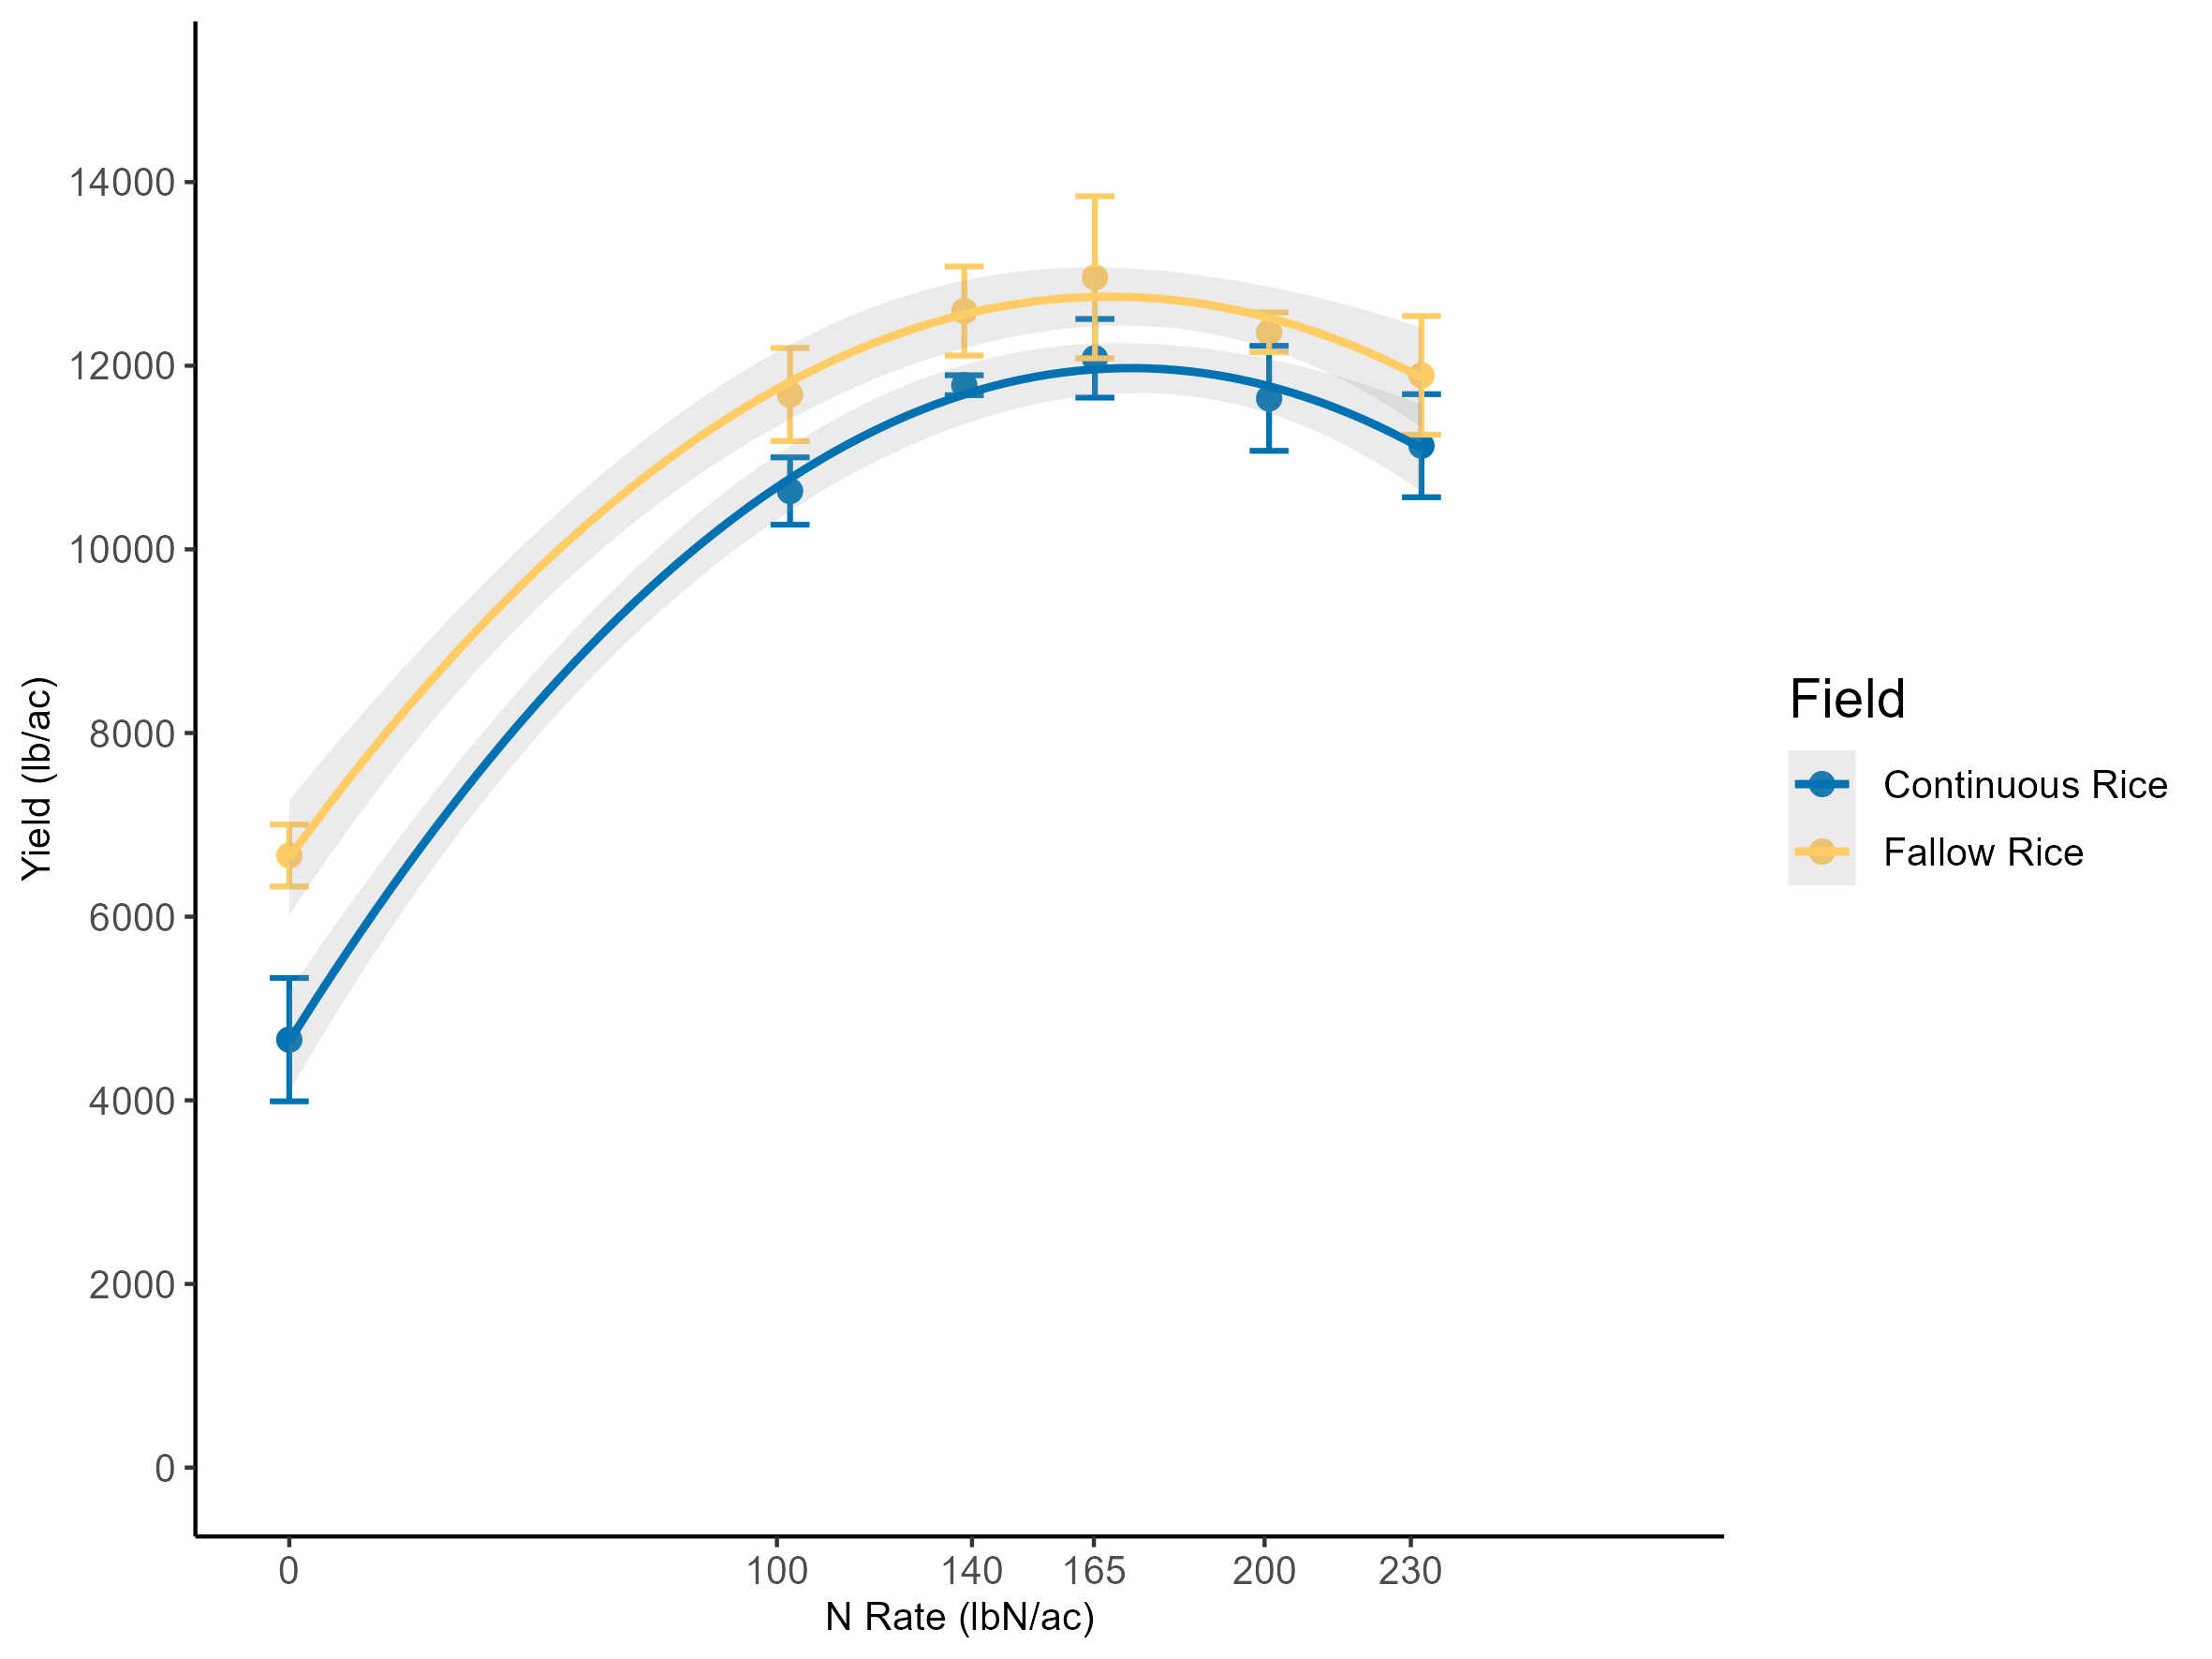 14000
12000
10000
8000
6000
4000
2000
0
Yield (lb/ac)
0 100 140 165 200 230
N Rate (lbN/ac)
Field
Continuous Rice
Fallow Rice